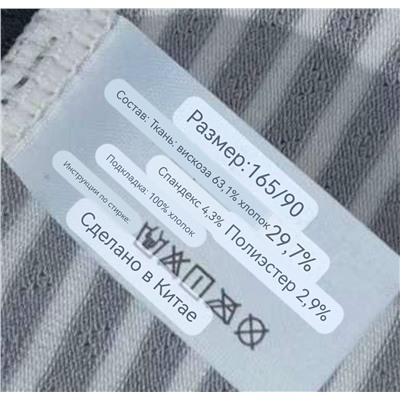 Размер:165/90
Состав: Ткань: вискоза 63,1% хлопок 29,7%
Спандекс 4,3% Полиэстер 2,9%
Подкладка: 100% хлопок
Инструкции по стирке:
Сделано в Китае